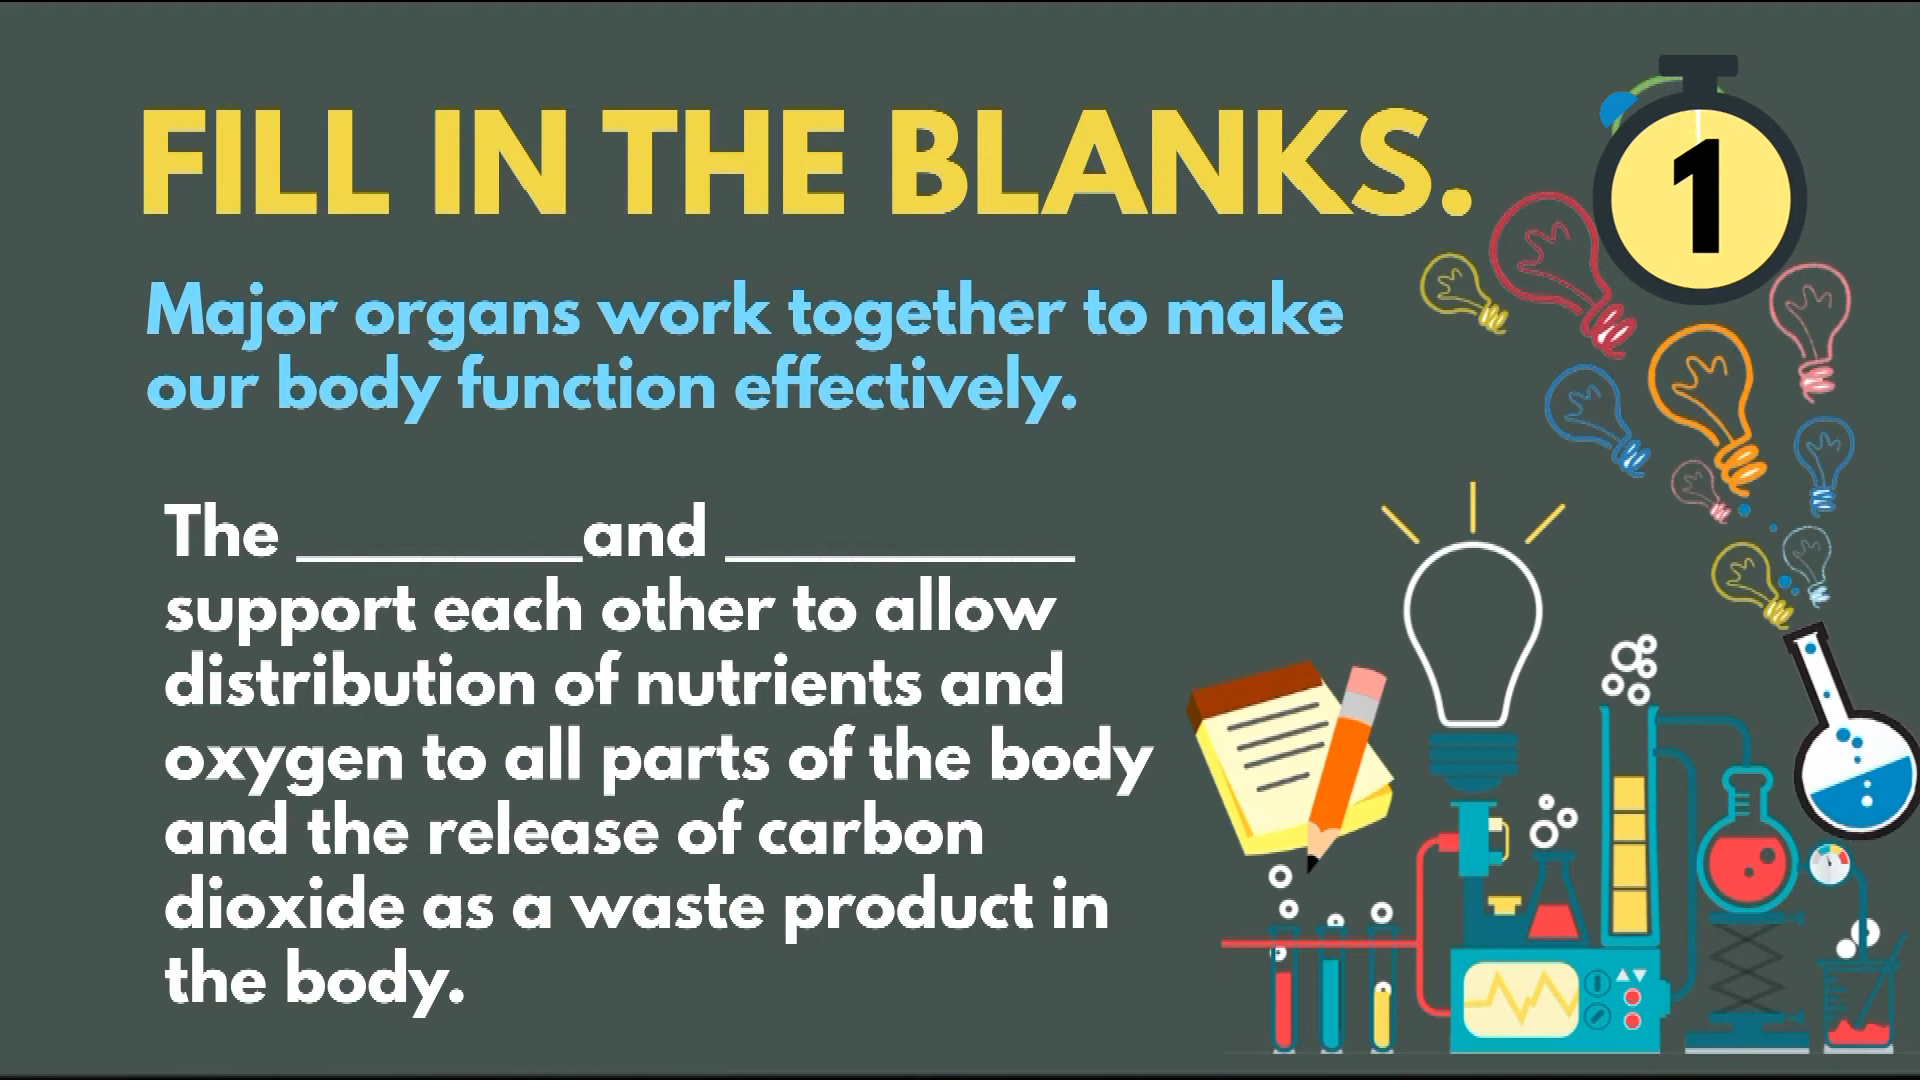 FILL IN THE BLANKS.
1
Major organs work together to make
our body function effectively.
The ________and __________
support each other to allow
distribution of nutrients and
oxygen to all parts of the body
and the release of carbon
dioxide as a waste product in
the body.